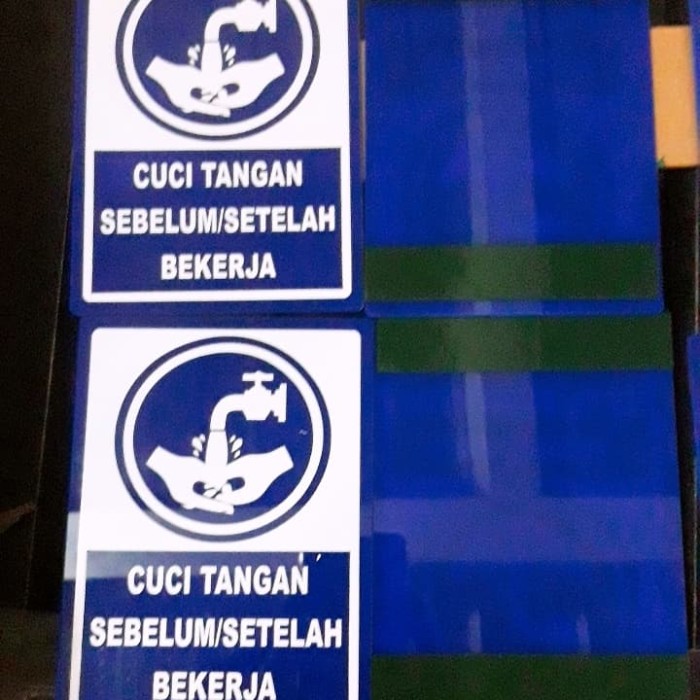 CUCI TANGAN
SEBELUM/SETELAH
BEKERJA
CUCI TANGAN
SEBELUM/SETELAH
BEKERJA